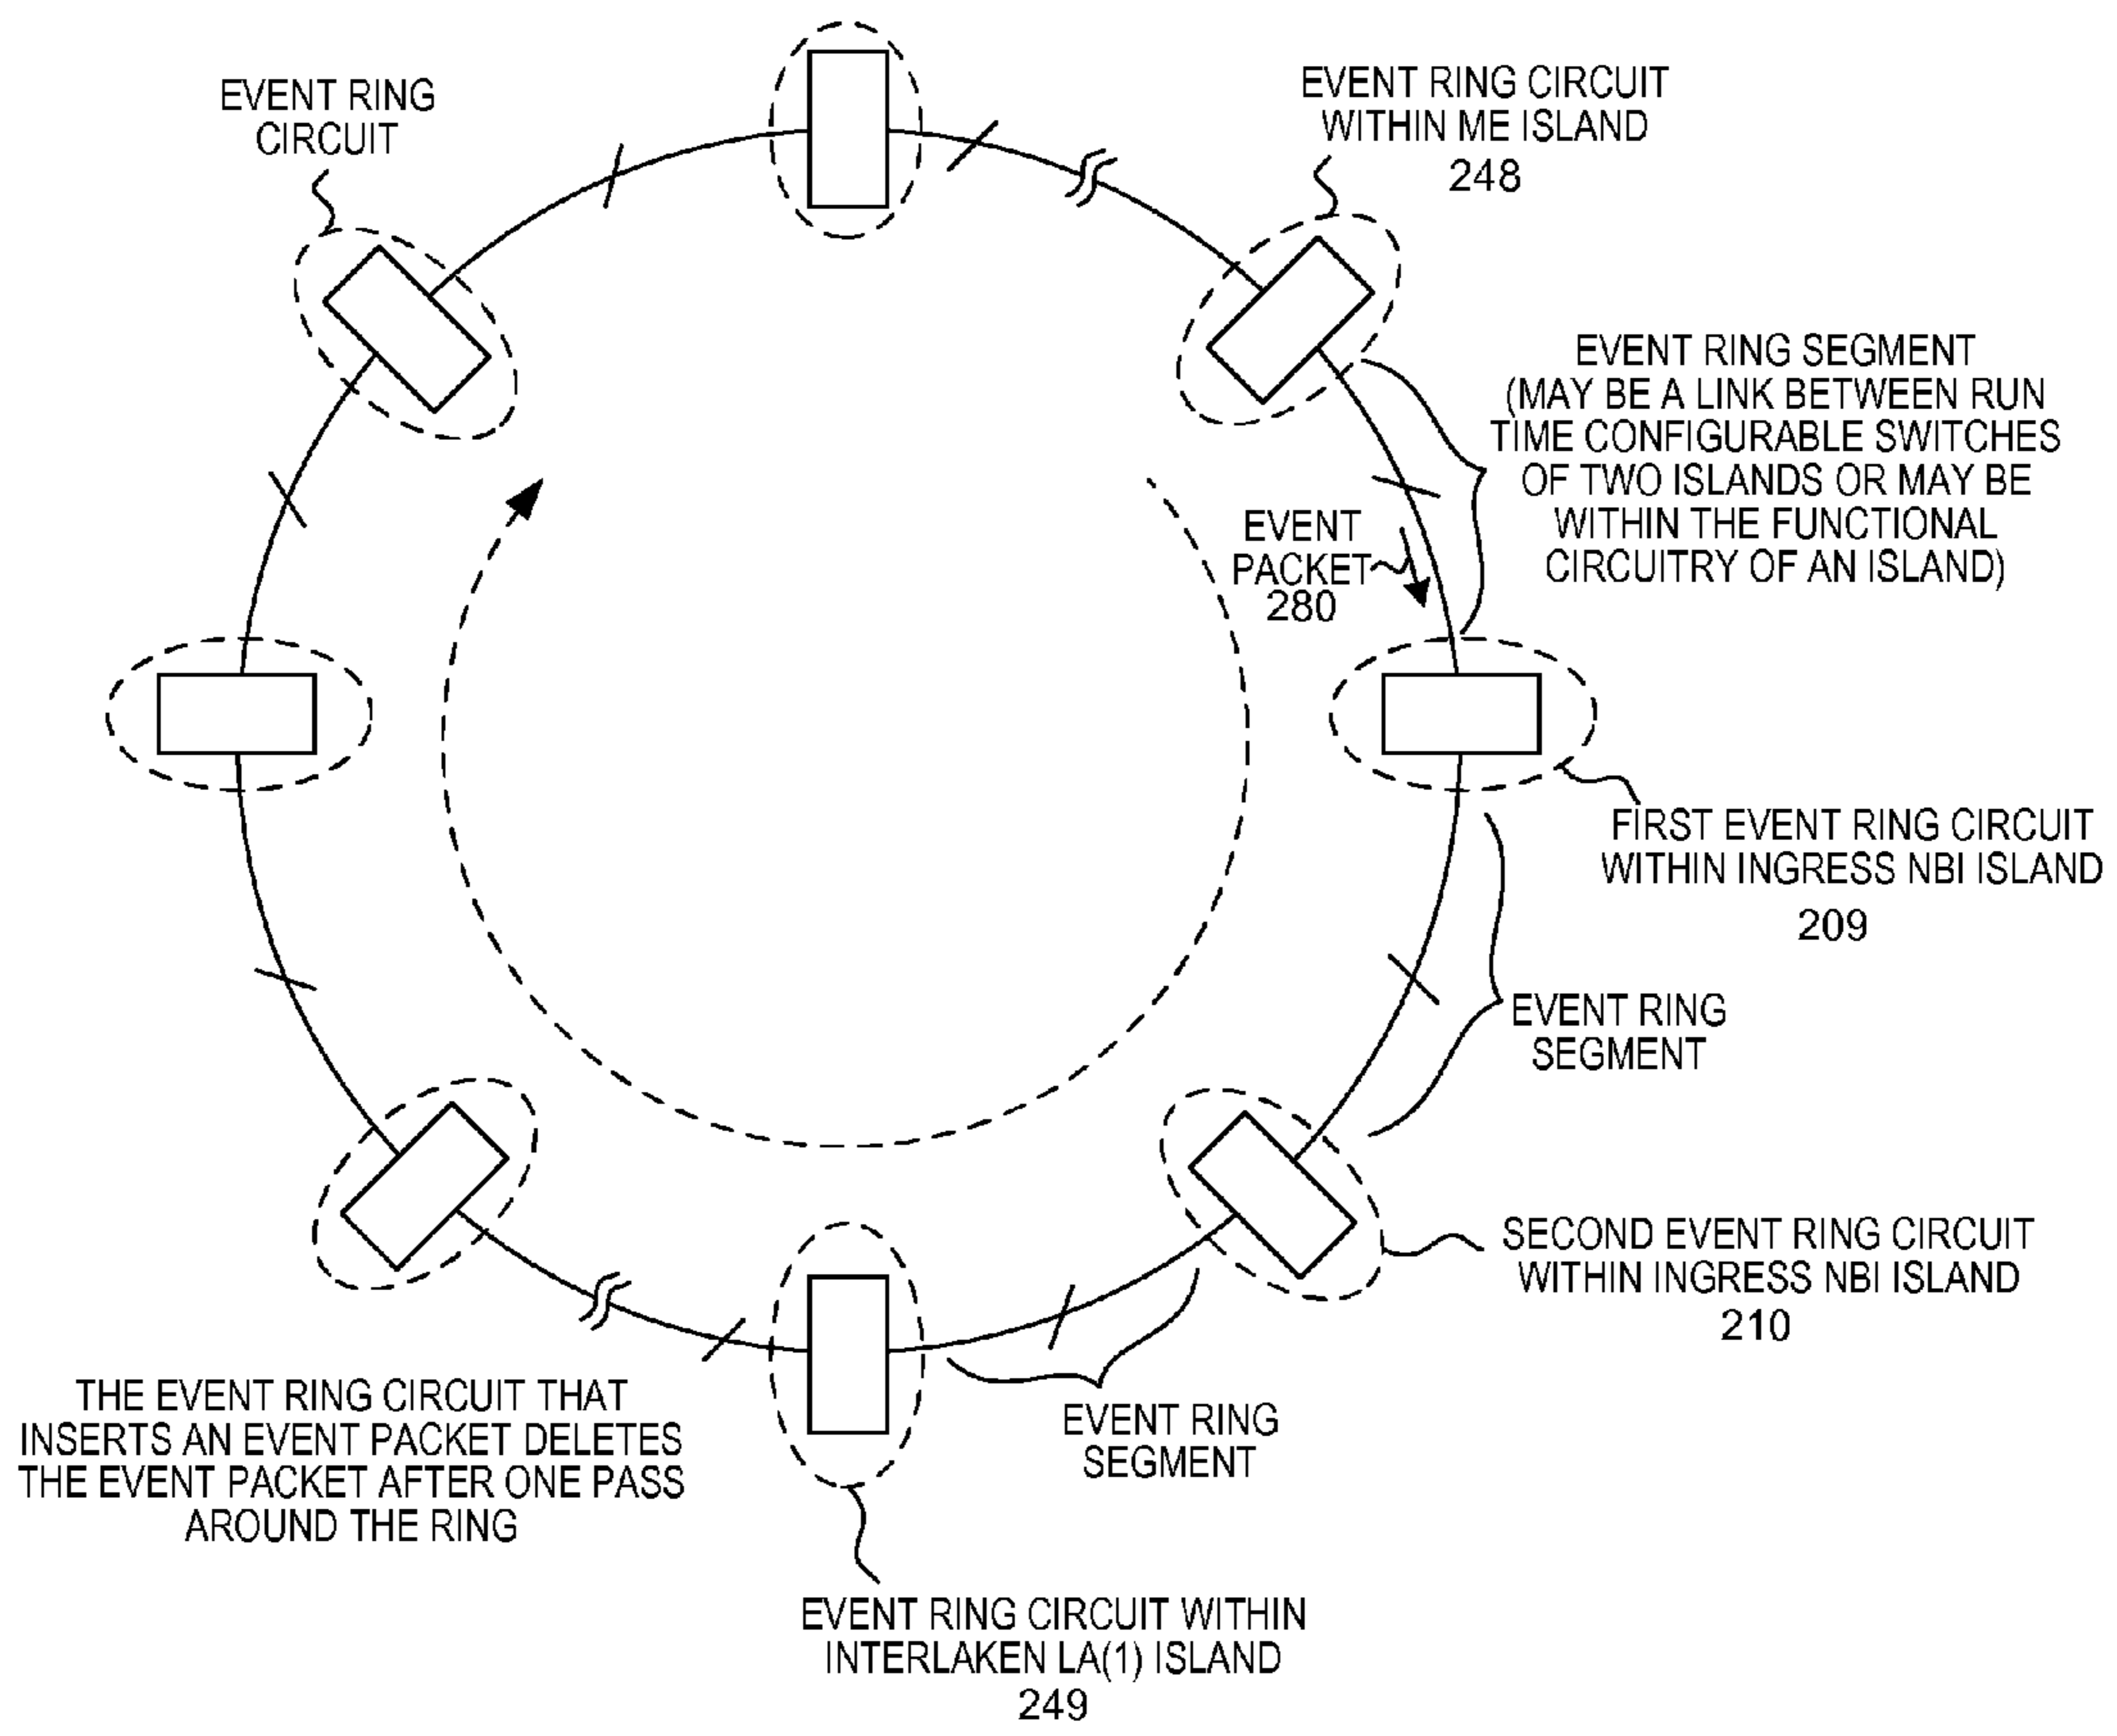 EVENT RING
CIRCUIT
EVENT RING CIRCUIT
WITHIN ME ISLAND
248
EVENT RING SEGMENT
(MAY BE A LINK BETWEEN RUN
TIME CONFIGURABLE SWITCHES
OF TWO ISLANDS OR MAY BE
WITHIN THE FUNCTIONAL
CIRCUITRY OF AN ISLAND)
EVENT
PACKET
280
FIRST EVENT RING CIRCUIT
WITHIN INGRESS NBI ISLAND
209
EVENT RING
SEGMENT
SECOND EVENT RING CIRCUIT
WITHIN INGRESS NBI ISLAND
210
THE EVENT RING CIRCUIT THAT
INSERTS AN EVENT PACKET DELETES
THE EVENT PACKET AFTER ONE PASS
AROUND THE RING
EVENT RING
SEGMENT
EVENT RING CIRCUIT WITHIN
INTERLAKEN LA(1) ISLAND
249